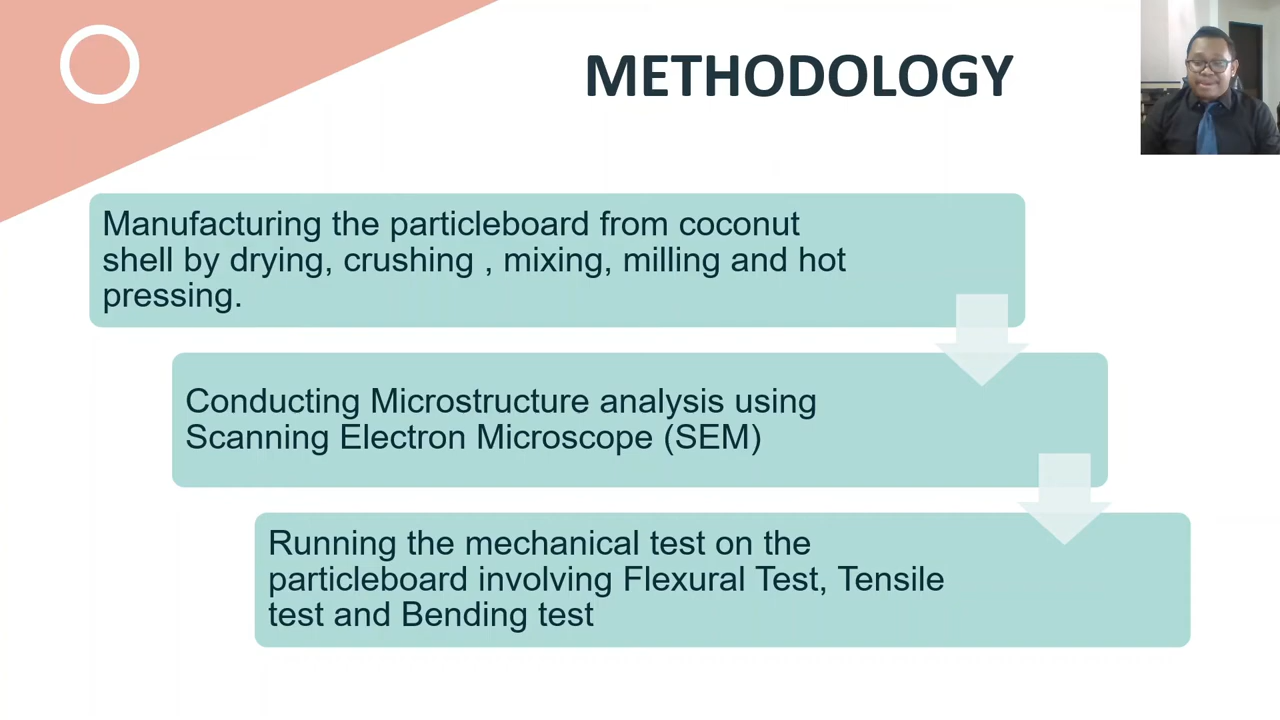 METHODOLOGY
Manufacturing the particleboard from coconut
shell by drying, crushing , mixing, milling and hot
pressing.
Conducting Microstructure analysis using
Scanning Electron Microscope (SEM)
Running the mechanical test on the
particleboard involving Flexural Test, Tensile
test and Bending test